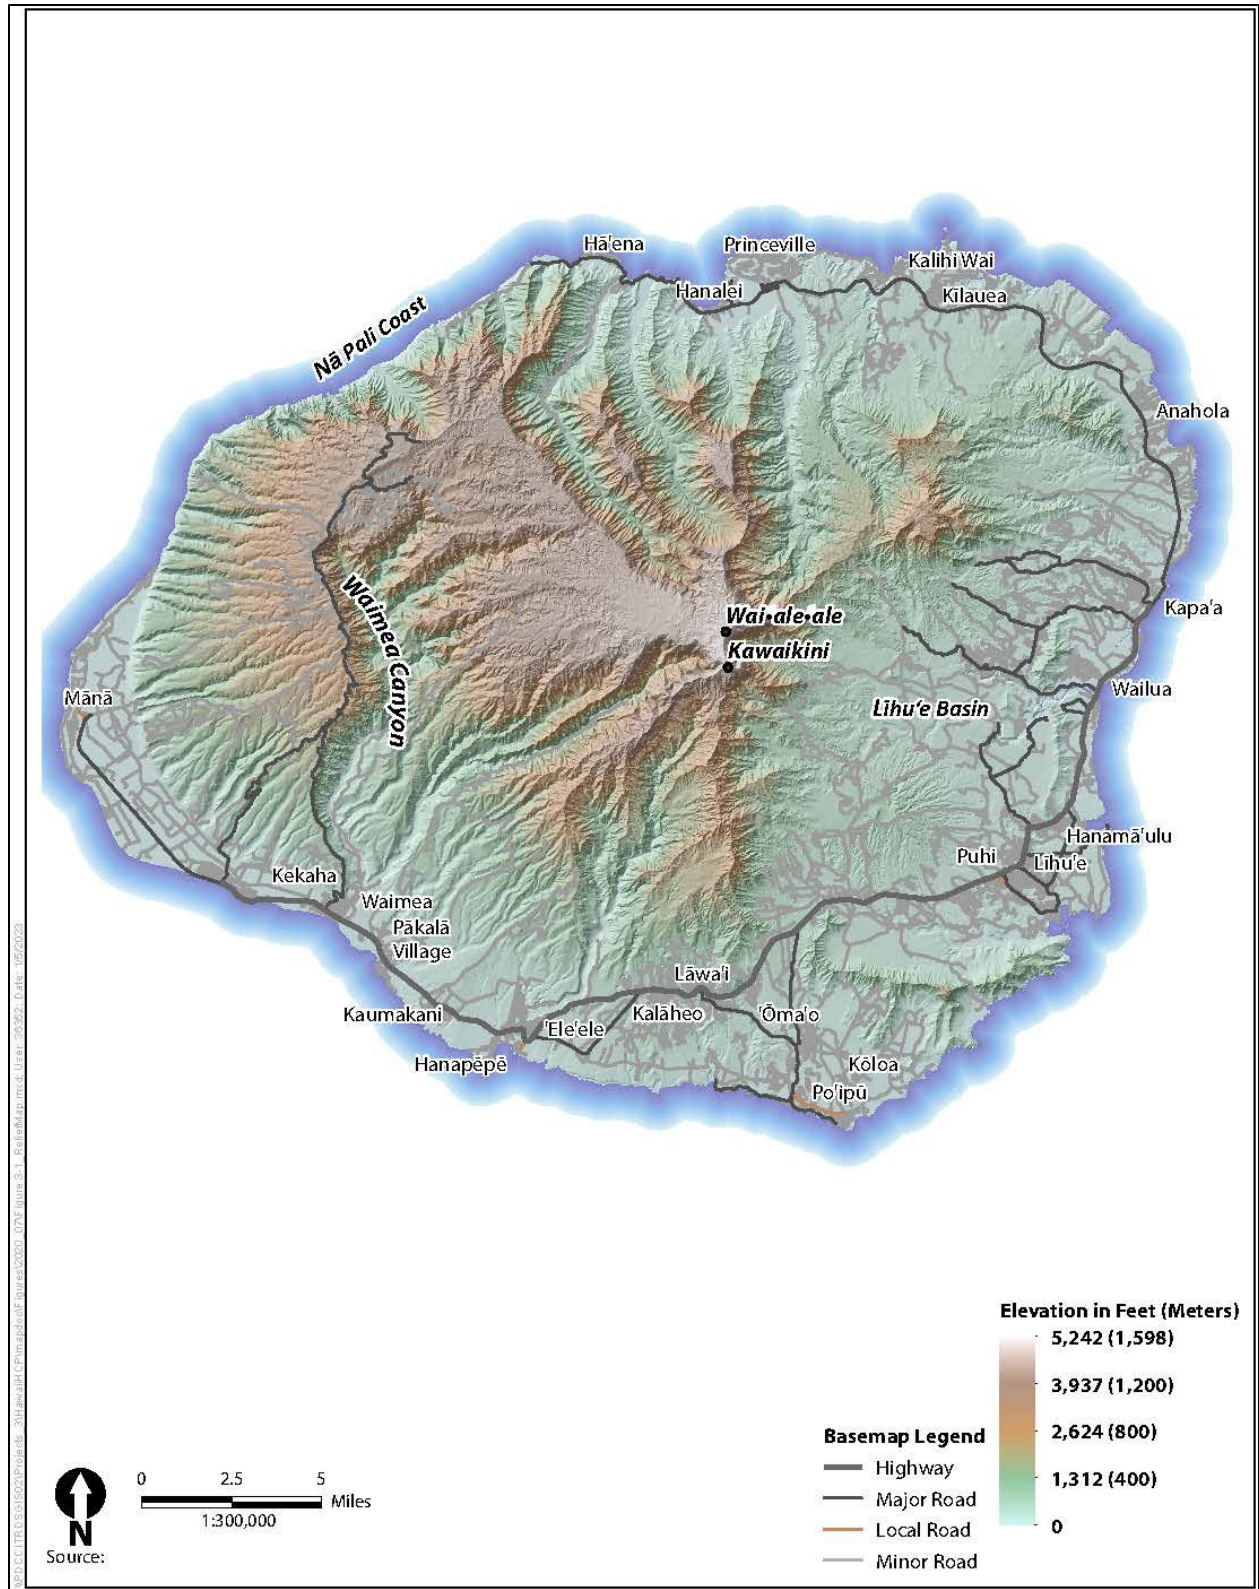 Hā'ena
Princeville
Kalihi Wai
Hanalei
Kīlauea
Nā Pali Coast
Anahola
Waimea Canyon
Wai•ale•ale
Kapa'a
Kawaikini
Wailua
Mānā
Līhu'e Basin
Hanamā'ulu
Puhi
Līhu'e
Kekaha
Waimea
Pākalā
Village
Lāwa'i
Kaumakani
'Ele'ele
Kalāheo
'Ōma'o
Hanapēpē
Kōloa
Po'ipū
Elevation in Feet (Meters)
5,242 (1,598)
3,937 (1,200)
2,624 (800)
1,312 (400)
0
Basemap Legend
Highway
Major Road
Local Road
Minor Road
0 2.5 5
Miles
1:300,000
N
Source: